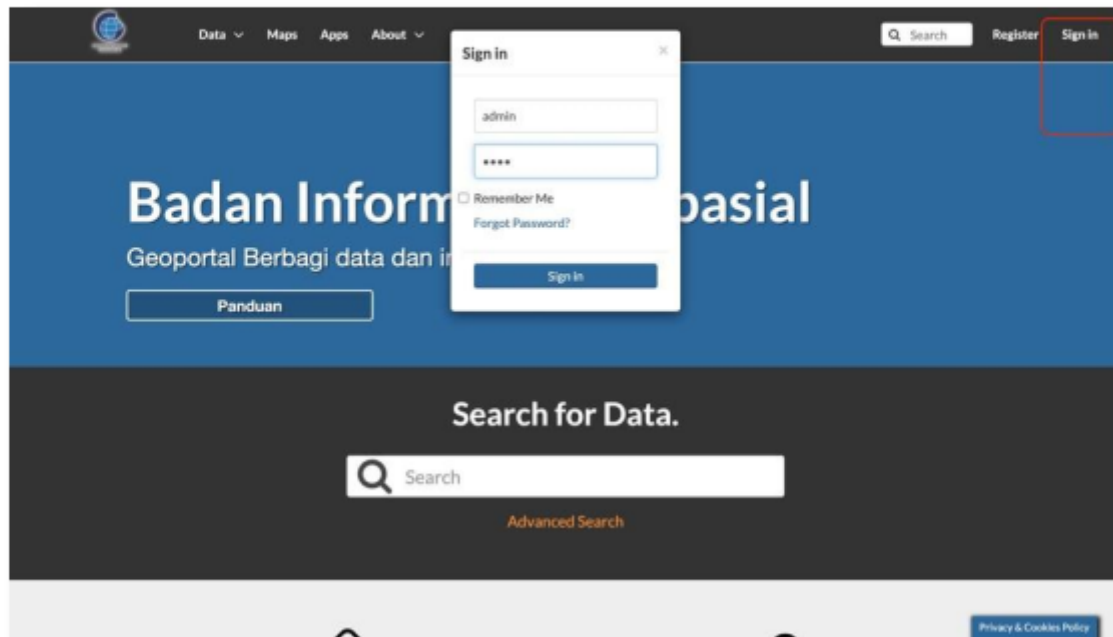 Data Maps Apps About Search Register Sign in
Sign in ×
admin
••••
Remember Me
Forgot Password?
Sign in
Badan Inform pasial
Geoportal Berbagi data dan in
Panduan
Search for Data.
Search
Advanced Search
Privacy & Cookies Policy